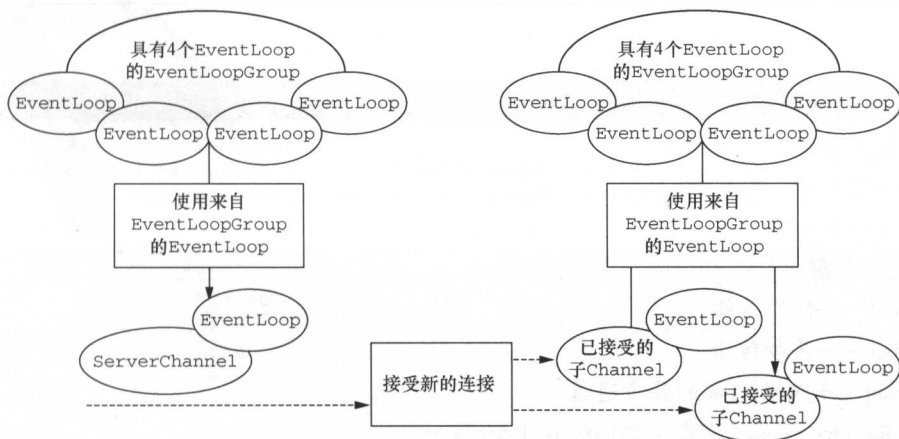 具有4个EventLoop
的EventLoopGroup
EventLoop
EventLoop
EventLoop
EventLoop
使用来自
EventLoopGroup
的EventLoop
EventLoop
ServerChannel
具有4个EventLoop
的EventLoopGroup
EventLoop
EventLoop
EventLoop
EventLoop
使用来自
EventLoopGroup
的EventLoop
EventLoop
已接受的
子Channel
接受新的连接
EventLoop
已接受的
子Channel